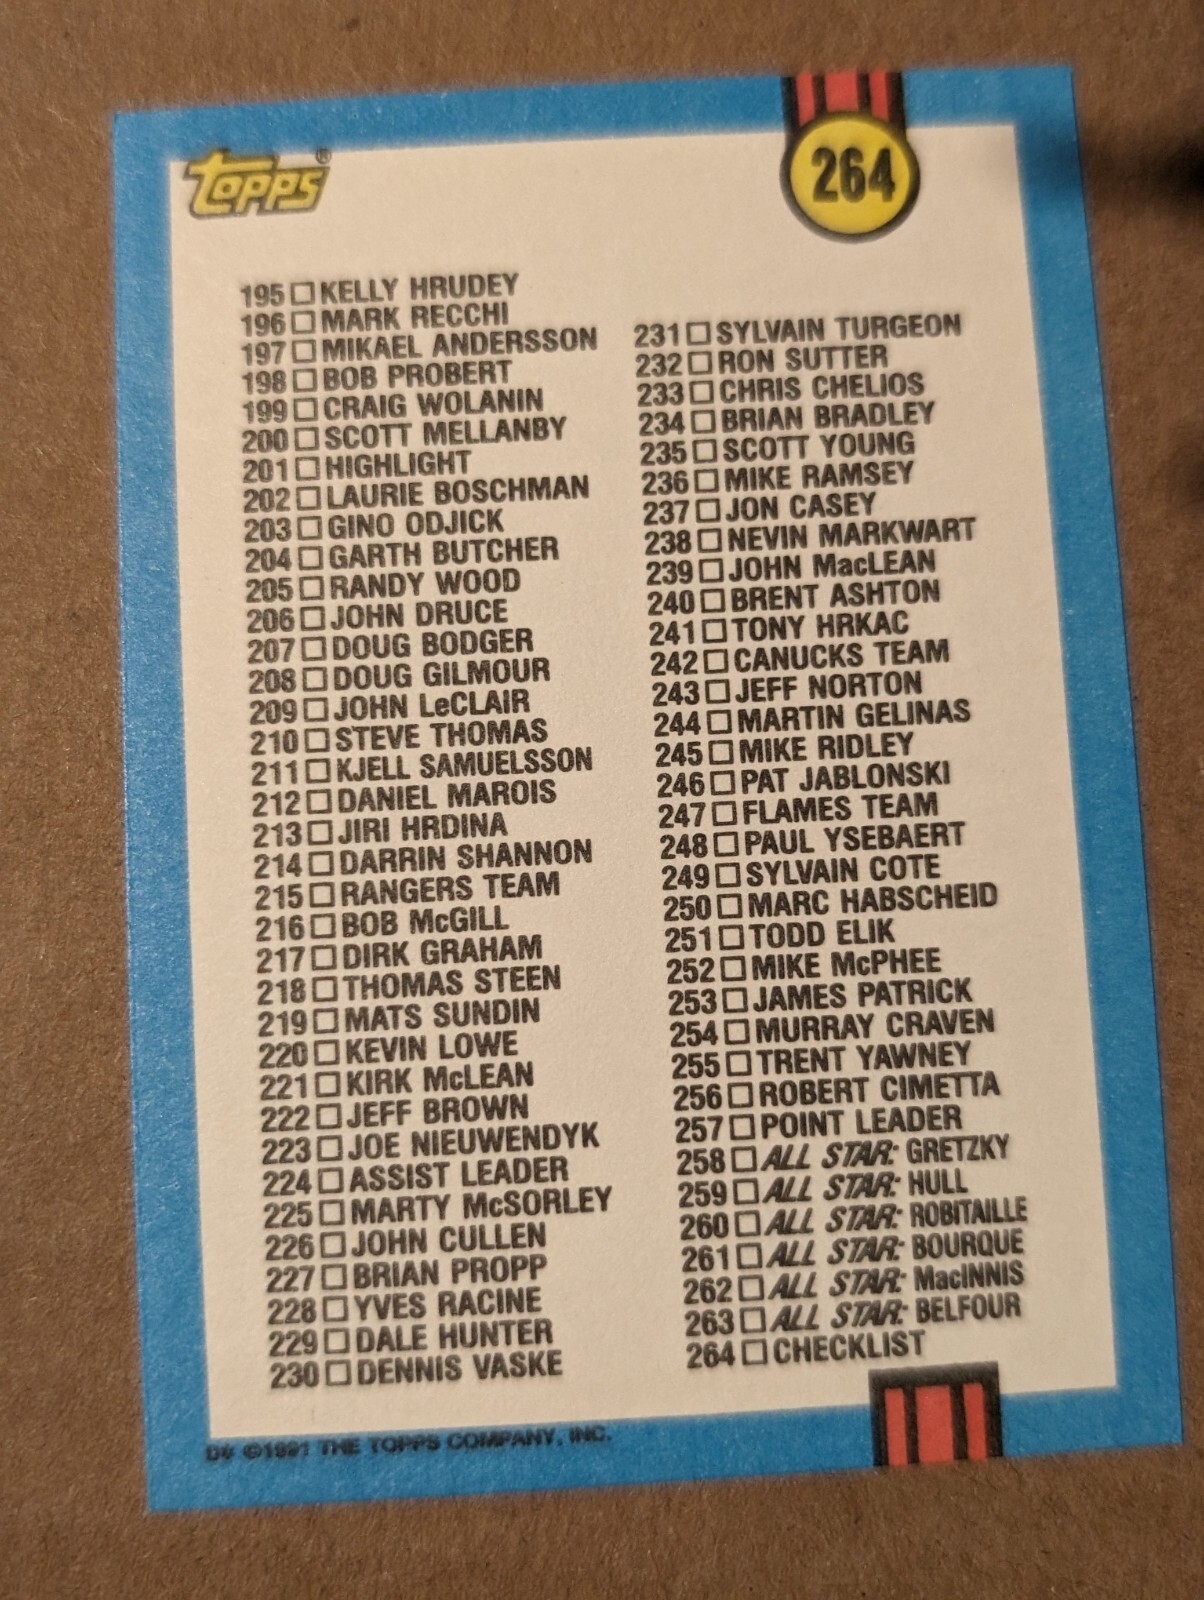 TOPPS®
264
195 KELLY HRUDEY
196 MARK RECCHI
197 MIKAEL ANDERSSON
198 BOB PROBERT
199 CRAIG WOLANIN
200 SCOTT MELLANBY
201 HIGHLIGHT
202 LAURIE BOSCHMAN
203 GINO ODJICK
204 GARTH BUTCHER
205 RANDY WOOD
206 JOHN DRUCE
207 DOUG BODGER
208 DOUG GILMOUR
209 JOHN LeCLAIR
210 STEVE THOMAS
211 KJELL SAMUELSSON
212 DANIEL MAROIS
213 JIRI HRDINA
214 DARRIN SHANNON
215 RANGERS TEAM
216 BOB McGILL
217 DIRK GRAHAM
218 THOMAS STEEN
219 MATS SUNDIN
220 KEVIN LOWE
221 KIRK McLEAN
222 JEFF BROWN
223 JOE NIEUWENDYK
224 ASSIST LEADER
225 MARTY McSORLEY
226 JOHN CULLEN
227 BRIAN PROPP
228 YVES RACINE
229 DALE HUNTER
230 DENNIS VASKE
231 SYLVAIN TURGEON
232 RON SUTTER
233 CHRIS CHELIOS
234 BRIAN BRADLEY
235 SCOTT YOUNG
236 MIKE RAMSEY
237 JON CASEY
238 NEVIN MARKWART
239 JOHN MacLEAN
240 BRENT ASHTON
241 TONY HRKAC
242 CANUCKS TEAM
243 JEFF NORTON
244 MARTIN GELINAS
245 MIKE RIDLEY
246 PAT JABLONSKI
247 FLAMES TEAM
248 PAUL YSEBAERT
249 SYLVAIN COTE
250 MARC HABSCHEID
251 TODD ELIK
252 MIKE McPHEE
253 JAMES PATRICK
254 MURRAY CRAVEN
255 TRENT YAWNEY
256 ROBERT CIMETTA
257 POINT LEADER
258 ALL STAR: GRETZKY
259 ALL STAR: HULL
260 ALL STAR: ROBITAILLE
261 ALL STAR: BOURQUE
262 ALL STAR: MacINNIS
263 ALL STAR: BELFOUR
264 CHECKLIST
©1991 THE TOPPS COMPANY, INC.